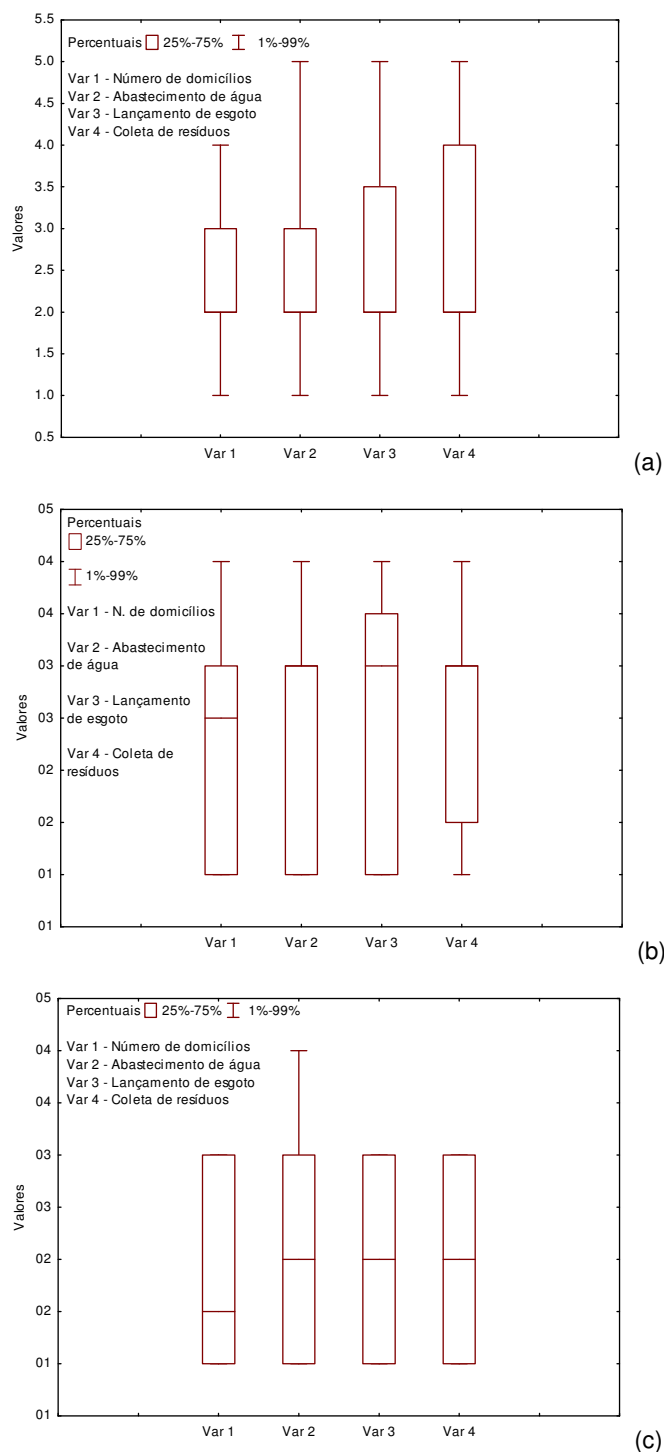 5.5
Percentuais 25%-75% 1%-99%
5.0
Var 1 - Número de domicílios
4.5
Var 2 - Abastecimento de água
Var 3 - Lançamento de esgoto
4.0
Var 4 - Coleta de resíduos
3.5
Valores
3.0
2.5
2.0
1.5
1.0
0.5
Var 1 Var 2 Var 3 Var 4
(a)
05
Percentuais
25%-75%
04
1%-99%
04
Var 1 - N. de domicílios
Var 2 - Abastecimento
03
de água
Valores
Var 3 - Lançamento
03
de esgoto
Var 4 - Coleta de
02
resíduos
02
01
01
Var 1 Var 2 Var 3 Var 4
(b)
05
Percentuais 25%-75% 1%-99%
04
Var 1 - Número de domicílios
Var 2 - Abastecimento de água
Var 3 - Lançamento de esgoto
04
Var 4 - Coleta de resíduos
03
Valores
03
02
02
01
01
Var 1 Var 2 Var 3 Var 4
(c)